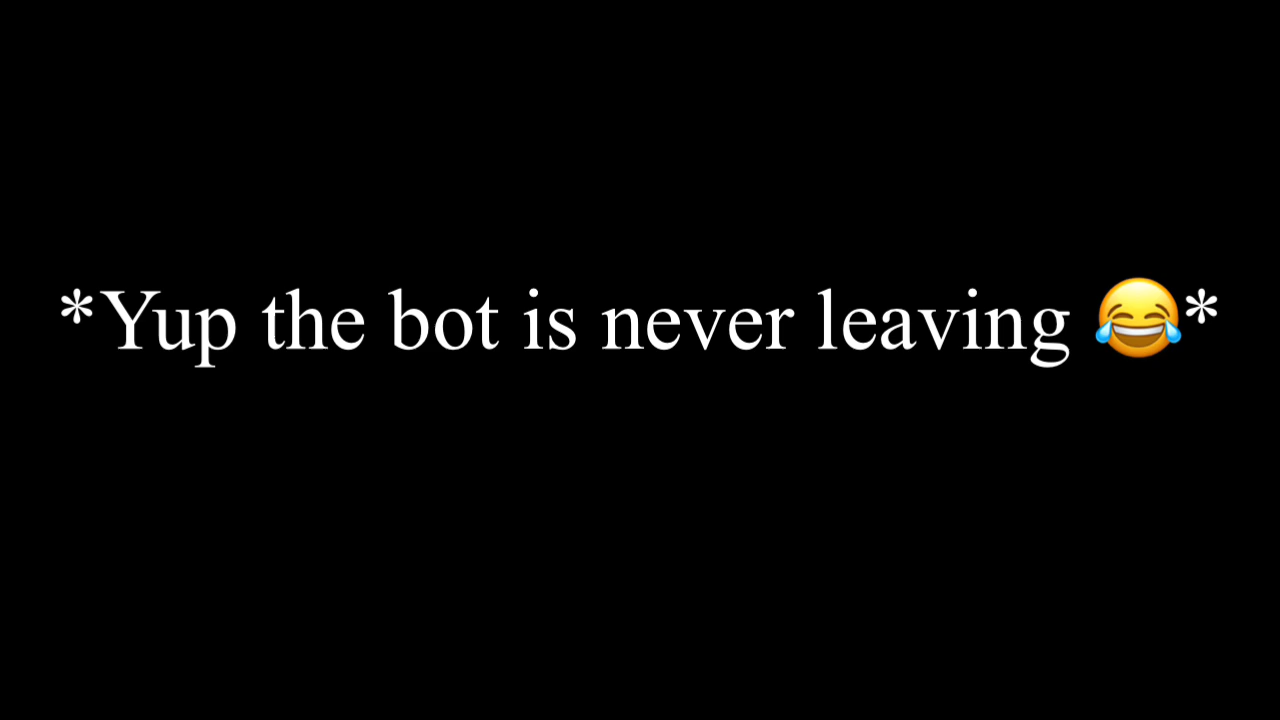 *Yup the bot is never leaving 😂*